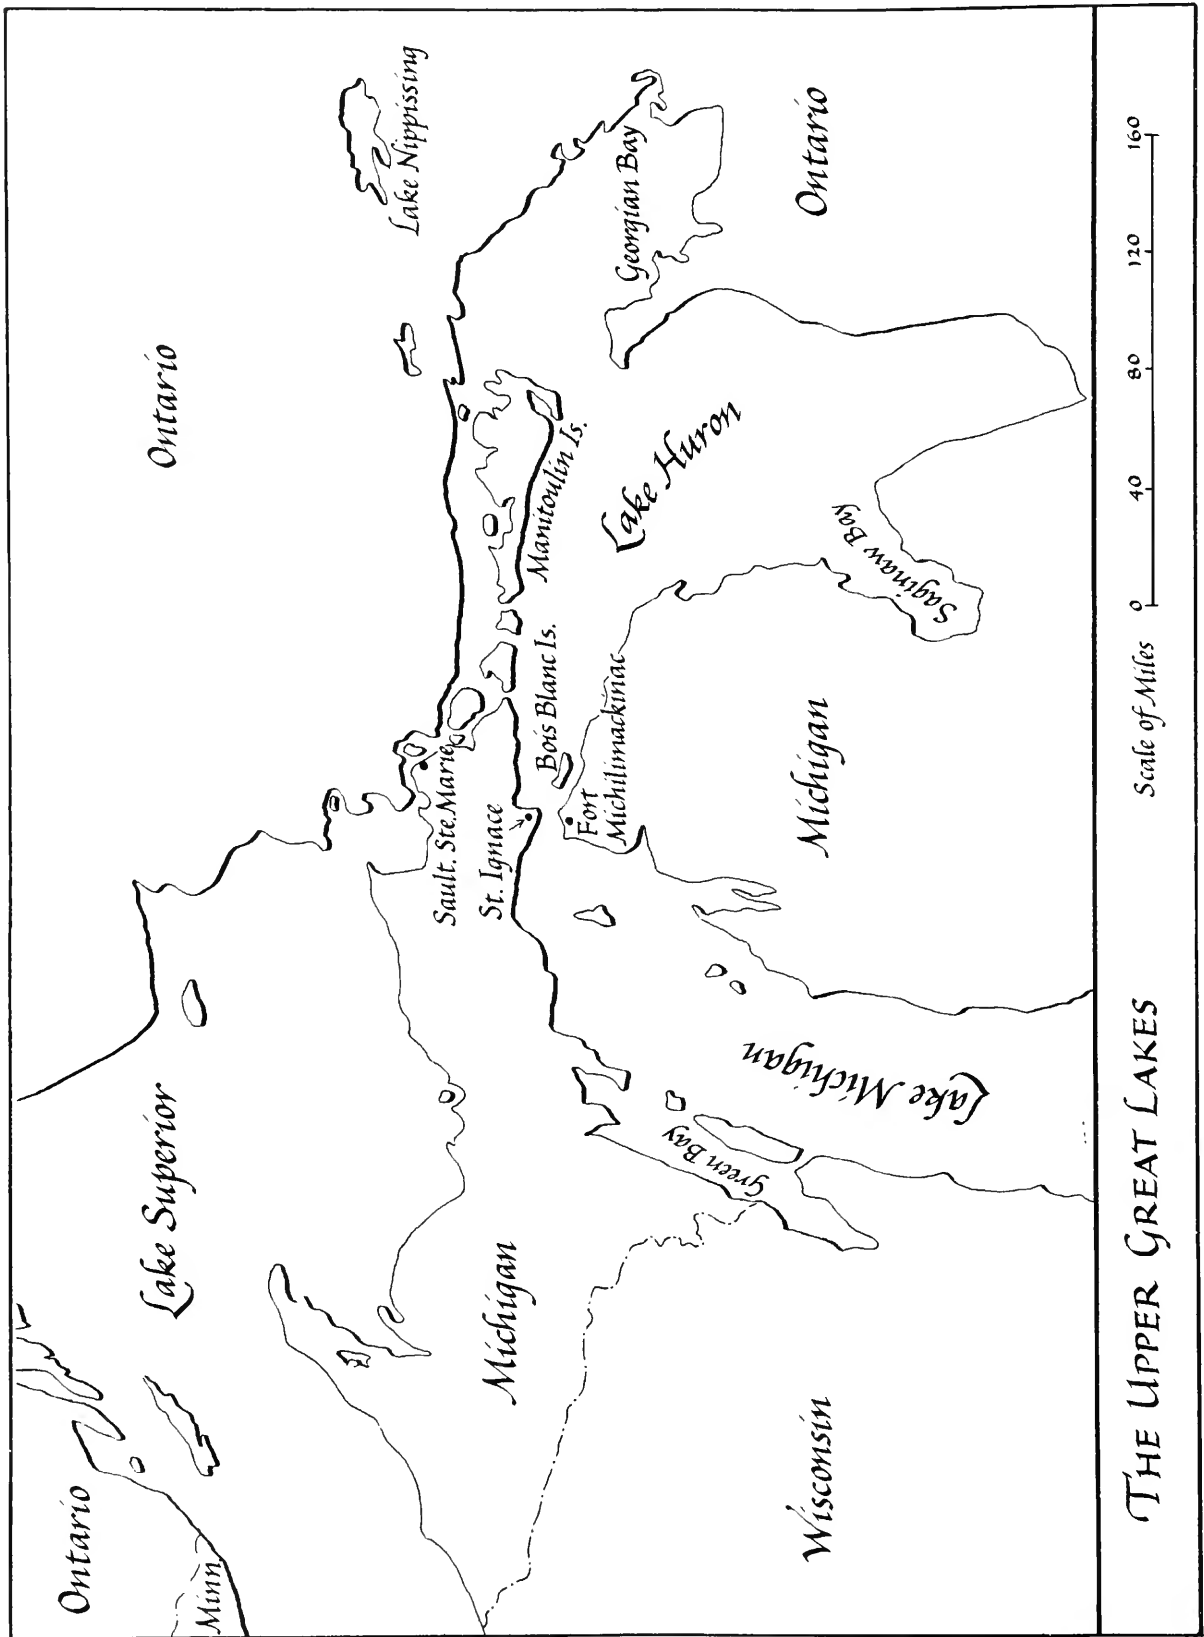 Ontario
Minn.
Lake Superior
Ontario
Lake Nippissing
Michigan
Sault. Ste. Marie
St. Ignace
Bois Blanc Is.
Manitoulin Is.
Georgian Bay
Fort
Michilimackinac
Lake Huron
Green Bay
Lake Michigan
Wisconsin
Michigan
Saginaw Bay
Ontario
THE UPPER GREAT LAKES
Scale of Miles
0 40 80 120 160